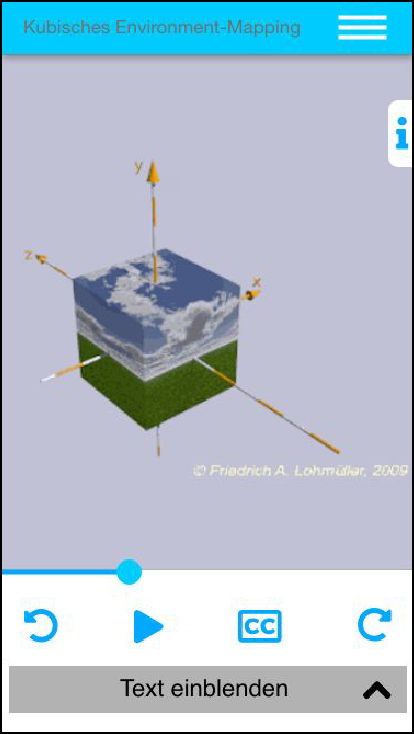 Kubisches Environment-Mapping
i
y
z
x
© Friedrich A. Lohmüller, 2009
CC
Text einblenden